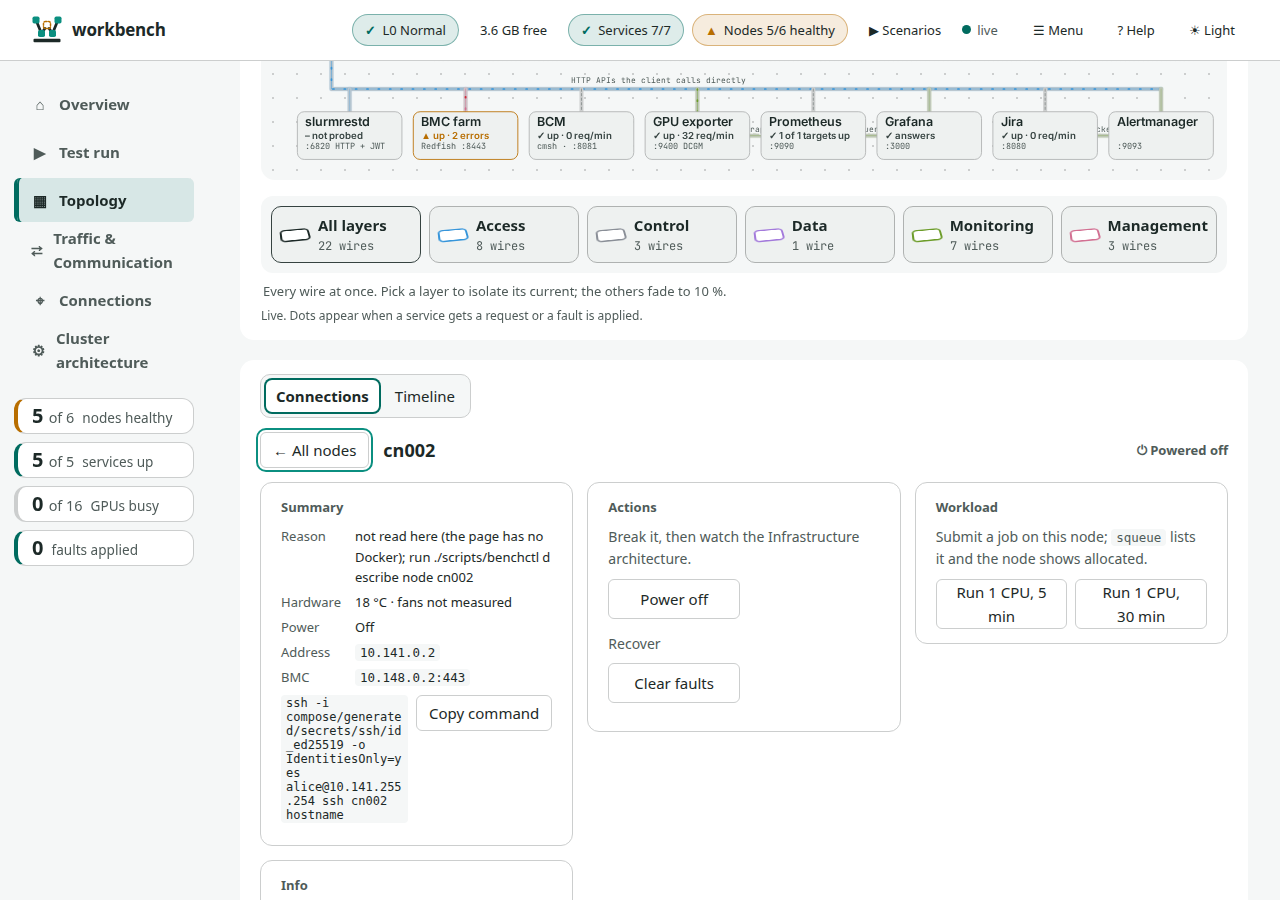 workbench
✓ L0 Normal
3.6 GB free
✓ Services 7/7
▲ Nodes 5/6 healthy
▶ Scenarios
live
☰ Menu
? Help
☀ Light
Overview
Test run
Topology
Traffic &
Communication
Connections
Cluster
architecture
5 of 6 nodes healthy
5 of 5 services up
0 of 16 GPUs busy
0 faults applied
HTTP APIs the client calls directly
slurmrestd
– not probed
:6820 HTTP + JWT
BMC farm
▲ up · 2 errors
Redfish :8443
BCM
✓ up · 0 req/min
cmsh · :8081
GPU exporter
✓ up · 32 req/min
:9400 DCGM
Prometheus
✓ 1 of 1 targets up
:9090
Grafana
✓ answers
:3000
Jira
✓ up · 0 req/min
:8080
Alertmanager
:9093
All layers
22 wires
Access
8 wires
Control
3 wires
Data
1 wire
Monitoring
7 wires
Management
3 wires
Every wire at once. Pick a layer to isolate its current; the others fade to 10 %.
Live. Dots appear when a service gets a request or a fault is applied.
Connections
Timeline
← All nodes
cn002
⏻ Powered off
Summary
Reason
not read here (the page has no
Docker); run ./scripts/benchctl d
escribe node cn002
Hardware
18 °C · fans not measured
Power
Off
Address
10.141.0.2
BMC
10.148.0.2:443
ssh -i
compose/generate
d/secrets/ssh/id
_ed25519 -o
IdentitiesOnly=y
es
alice@10.141.255
.254 ssh cn002
hostname
Copy command
Actions
Break it, then watch the Infrastructure
architecture.
Power off
Recover
Clear faults
Workload
Submit a job on this node; squeue lists
it and the node shows allocated.
Run 1 CPU, 5
min
Run 1 CPU,
30 min
Info